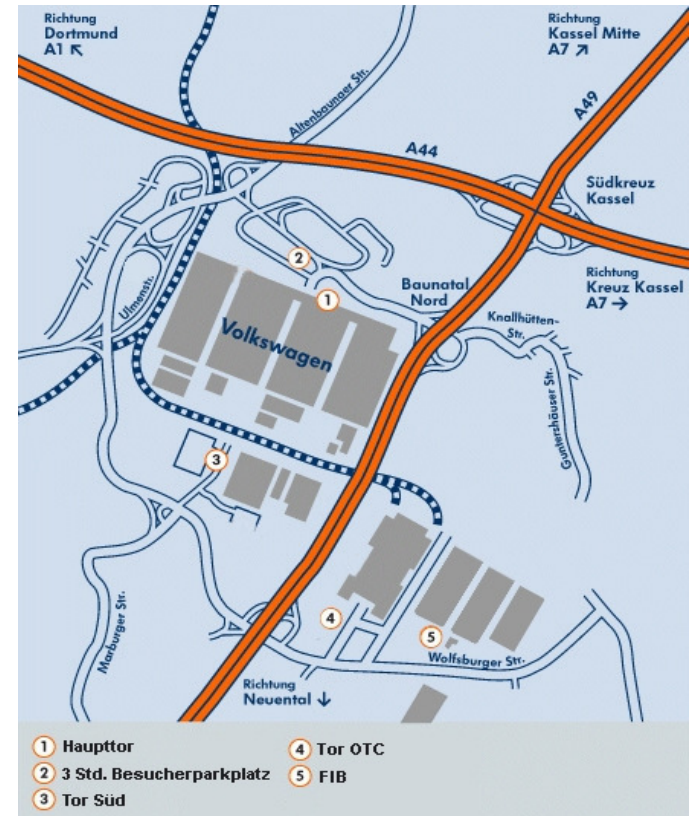 Richtung
Dortmund
A1 ↖
Richtung
Kassel Mitte
A7 ↗
Altenbaunaer Str.
A49
A44
Südkreuz
Kassel
Richtung
Kreuz Kassel
A7 →
2
1
Baunatal
Nord
Ulmenstr.
Volkswagen
Knallhütten-
Str.
Guntershäuser Str.
3
Marburger Str.
4
5
Wolfsburger Str.
Richtung
Neuental ↓
1 Haupttor
2 3 Std. Besucherparkplatz
3 Tor Süd
4 Tor OTC
5 FIB